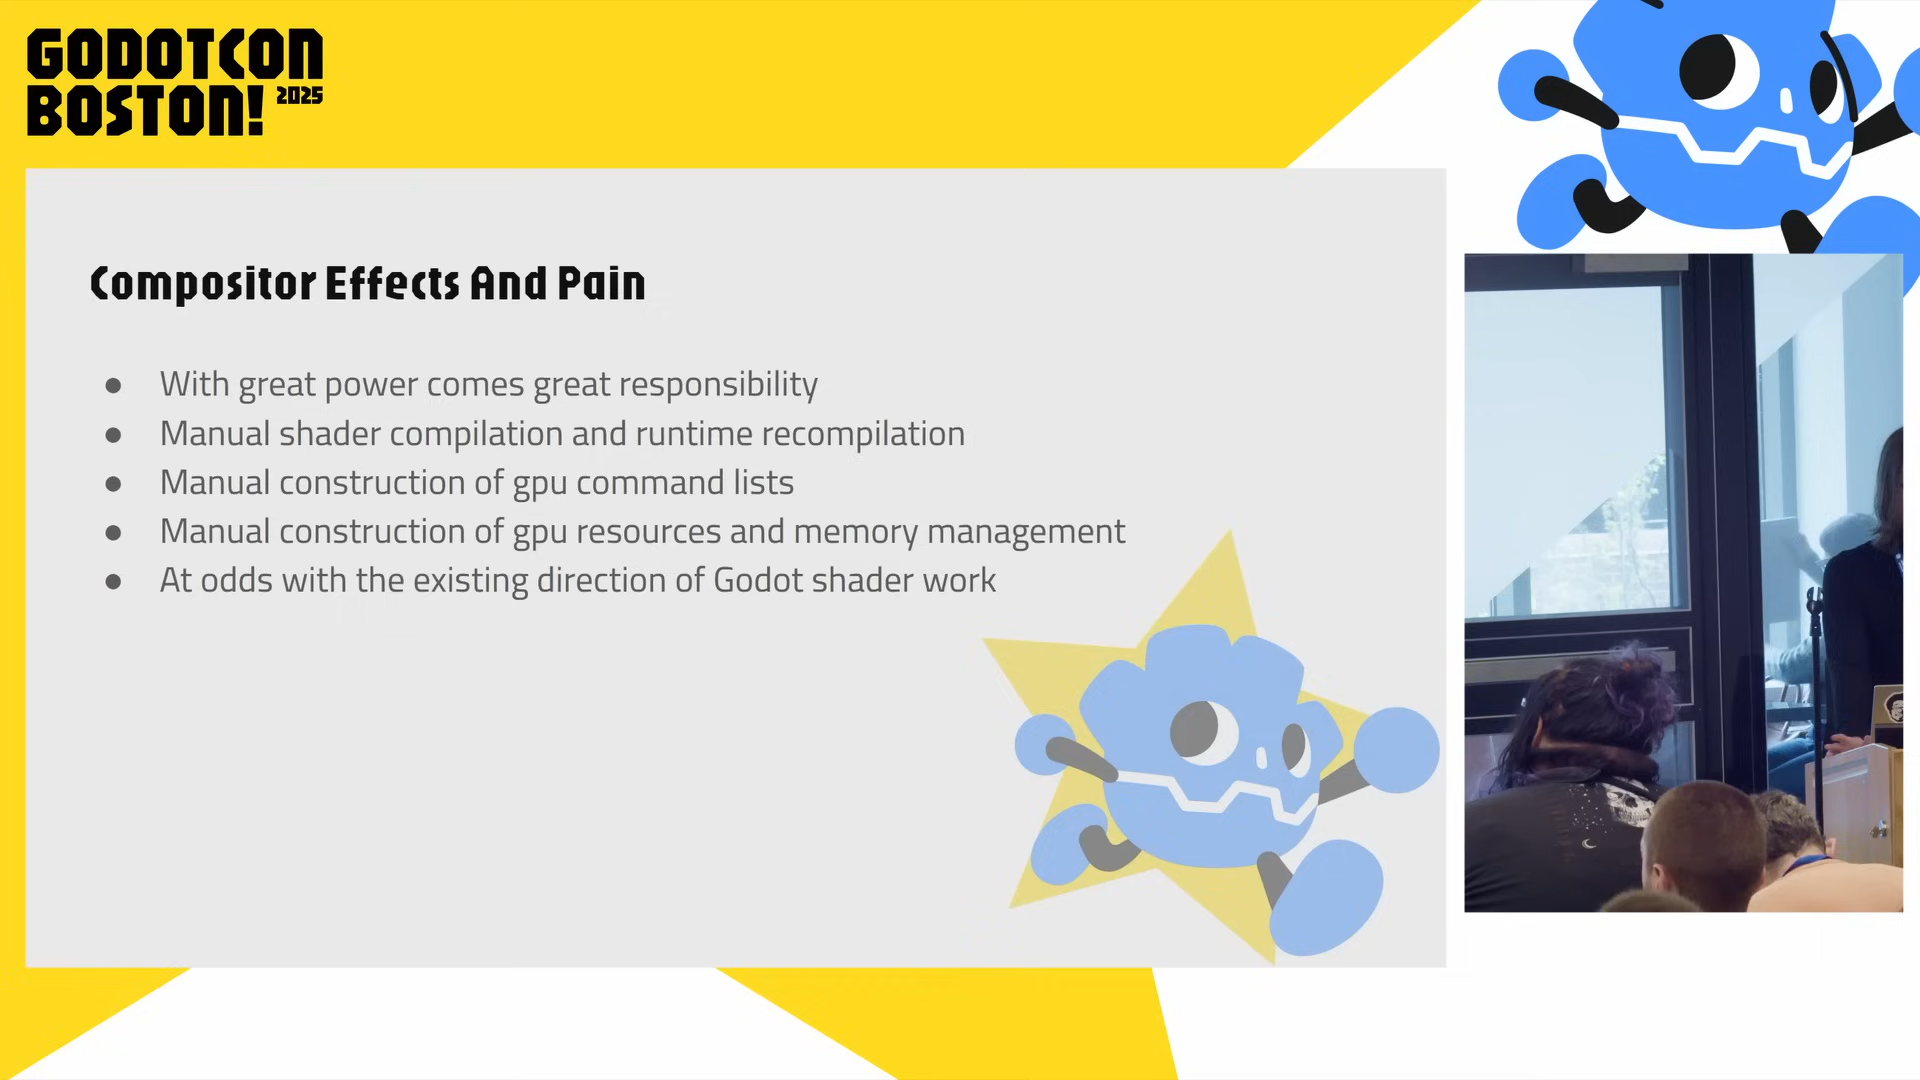 GODOTCON
BOSTON! 2025
Compositor Effects And Pain
● With great power comes great responsibility
● Manual shader compilation and runtime recompilation
● Manual construction of gpu command lists
● Manual construction of gpu resources and memory management
● At odds with the existing direction of Godot shader work